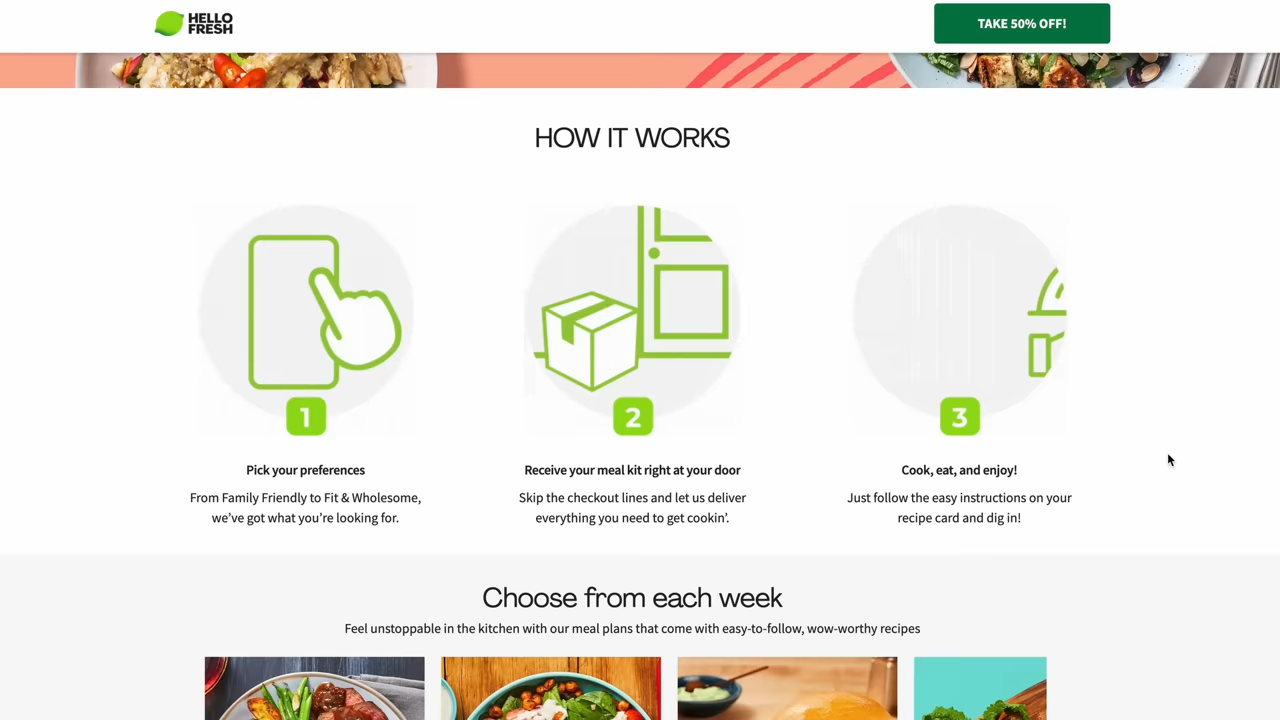 HELLO
FRESH
TAKE 50% OFF!
HOW IT WORKS
1
2
3
Pick your preferences
Receive your meal kit right at your door
Cook, eat, and enjoy!
From Family Friendly to Fit & Wholesome,
we’ve got what you’re looking for.
Skip the checkout lines and let us deliver
everything you need to get cookin’.
Just follow the easy instructions on your
recipe card and dig in!
Choose from each week
Feel unstoppable in the kitchen with our meal plans that come with easy-to-follow, wow-worthy recipes